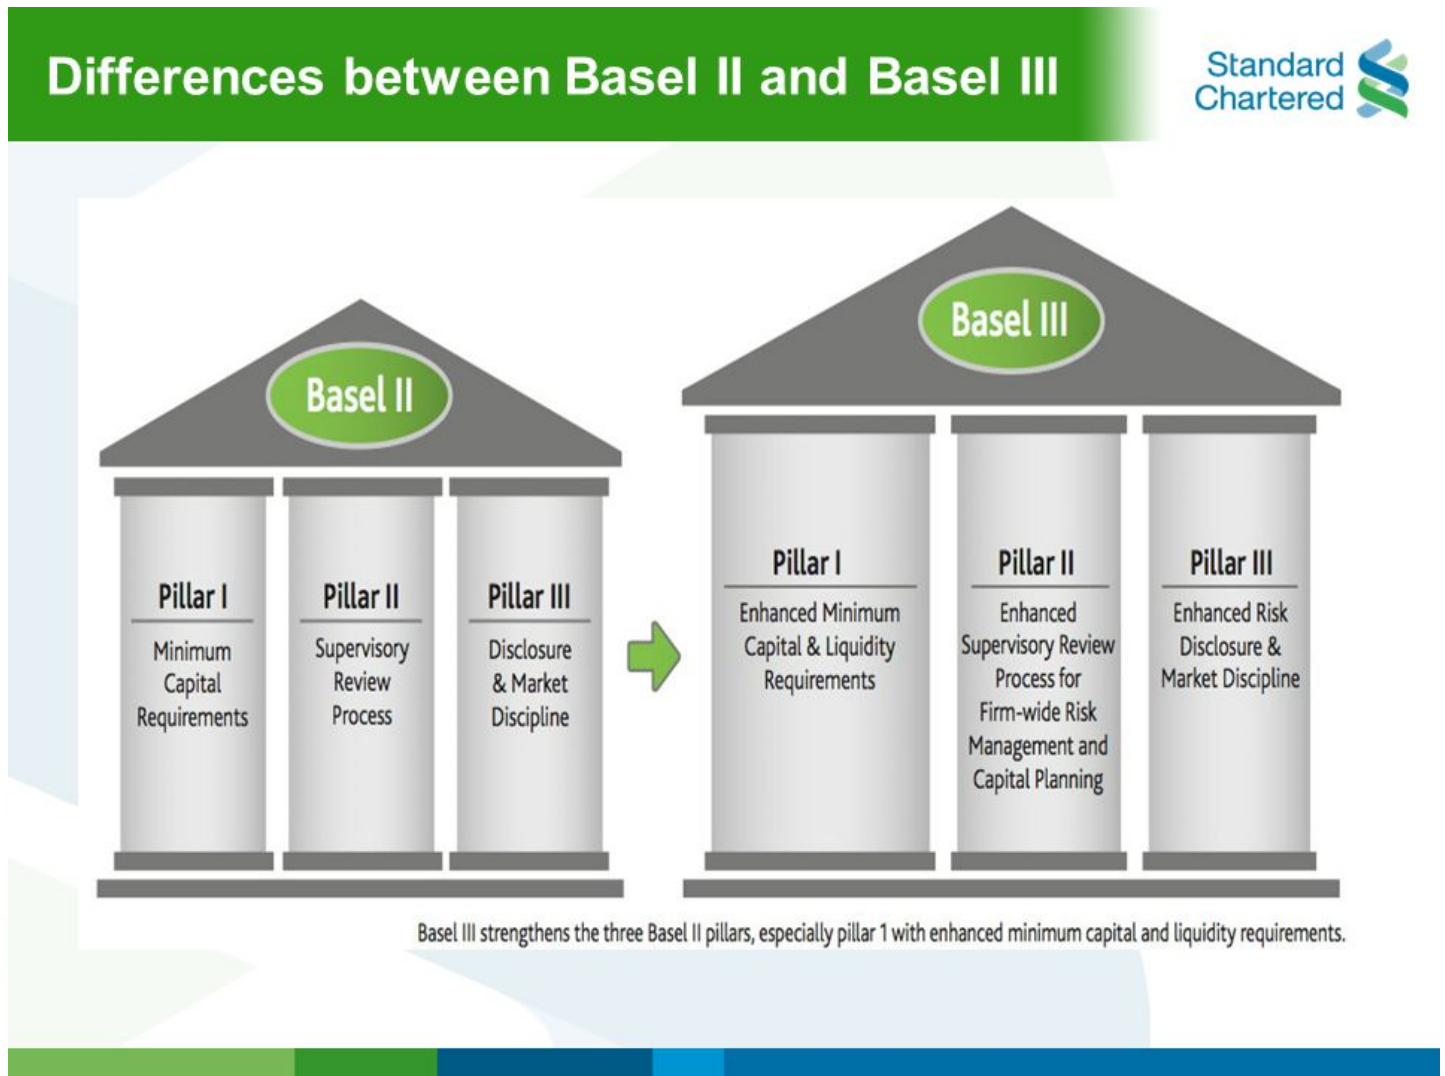 Differences between Basel II and Basel III
Standard
Chartered
Basel II
Pillar I
Minimum
Capital
Requirements
Pillar II
Supervisory
Review
Process
Pillar III
Disclosure
& Market
Discipline
Basel III
Pillar I
Enhanced Minimum
Capital & Liquidity
Requirements
Pillar II
Enhanced
Supervisory Review
Process for
Firm-wide Risk
Management and
Capital Planning
Pillar III
Enhanced Risk
Disclosure &
Market Discipline
Basel III strengthens the three Basel II pillars, especially pillar 1 with enhanced minimum capital and liquidity requirements.